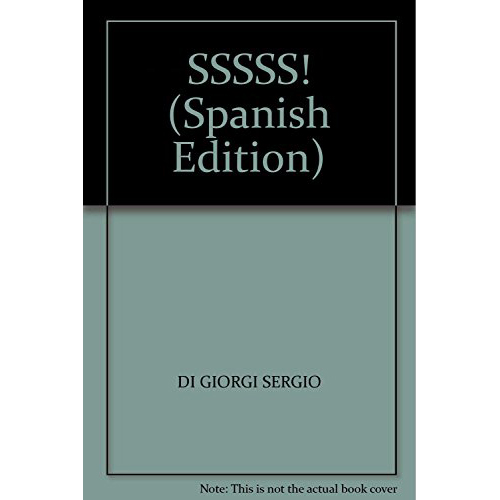 SSSSS!
(Spanish
Edition)
DI GIORGI SERGIO
Note: This is not the actual book cover